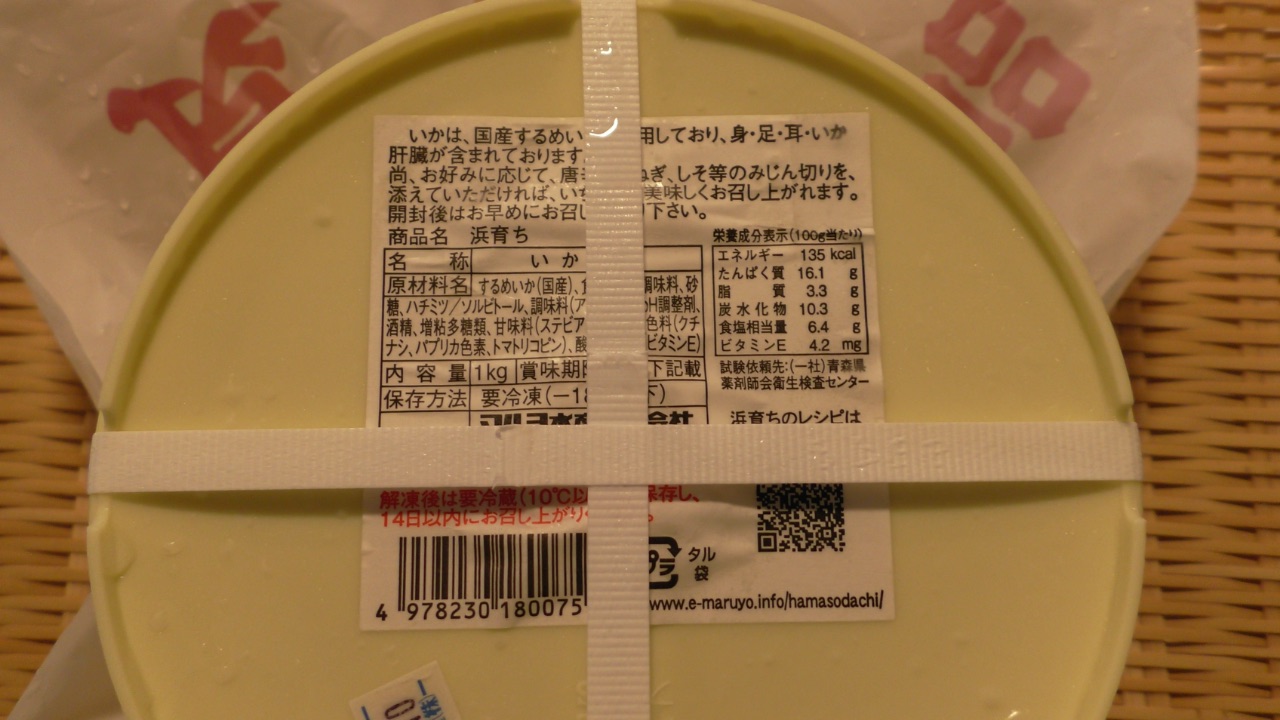 品
いかは、国産するめい 用しており、身・足・耳・いか
肝臓が含まれております
尚、お好みに応じて、唐 ねぎ、しそ等のみじん切りを、
添えていただければ、い 美味しくお召し上がれます。
開封後はお早めにお召し 下さい。
商品名 浜育ち
名 称 いか
原材料名 するめいか(国産)、 調味料、砂
糖、ハチミツ/ソルビトール、調味料(ア pH調整剤、
酒精、増粘多糖類、甘味料(ステビア 色料(クチ
ナシ、パプリカ色素、トマトリコピン)、酸 ビタミンE)
内容量 1kg 賞味期 下記載
保存方法 要冷凍(-18 下)
マルヨ水産 会社
解凍後は要冷蔵(10℃以 保存し、
14日以内にお召し上がり 。
4 978230 180075
栄養成分表示(100g当たり)
エネルギー 135 kcal
たんぱく質 16.1 g
脂質 3.3 g
炭水化物 10.3 g
食塩相当量 6.4 g
ビタミンE 4.2 mg
試験依頼先:(一社)青森県
薬剤師会衛生検査センター
浜育ちのレシピは
プラ タル
袋
www.e-maruyo.info/hamasodachi/